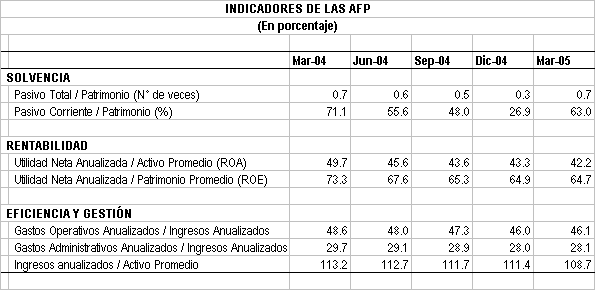 INDICADORES DE LAS AFP
(En porcentaje)
Mar-04 Jun-04 Sep-04 Dic-04 Mar-05
SOLVENCIA
Pasivo Total / Patrimonio (N° de veces) 0.7 0.6 0.5 0.3 0.7
Pasivo Corriente / Patrimonio (%) 71.1 55.6 48.0 26.9 63.0
RENTABILIDAD
Utilidad Neta Anualizada / Activo Promedio (ROA) 49.7 45.6 43.6 43.3 42.2
Utilidad Neta Anualizada / Patrimonio Promedio (ROE) 73.3 67.6 65.3 64.9 64.7
EFICIENCIA Y GESTIÓN
Gastos Operativos Anualizados / Ingresos Anualizados 48.6 48.0 47.3 46.0 46.1
Gastos Administrativos Anualizados / Ingresos Anualizados 29.7 29.1 28.9 28.0 28.1
Ingresos anualizados / Activo Promedio 113.2 112.7 111.7 111.4 108.7